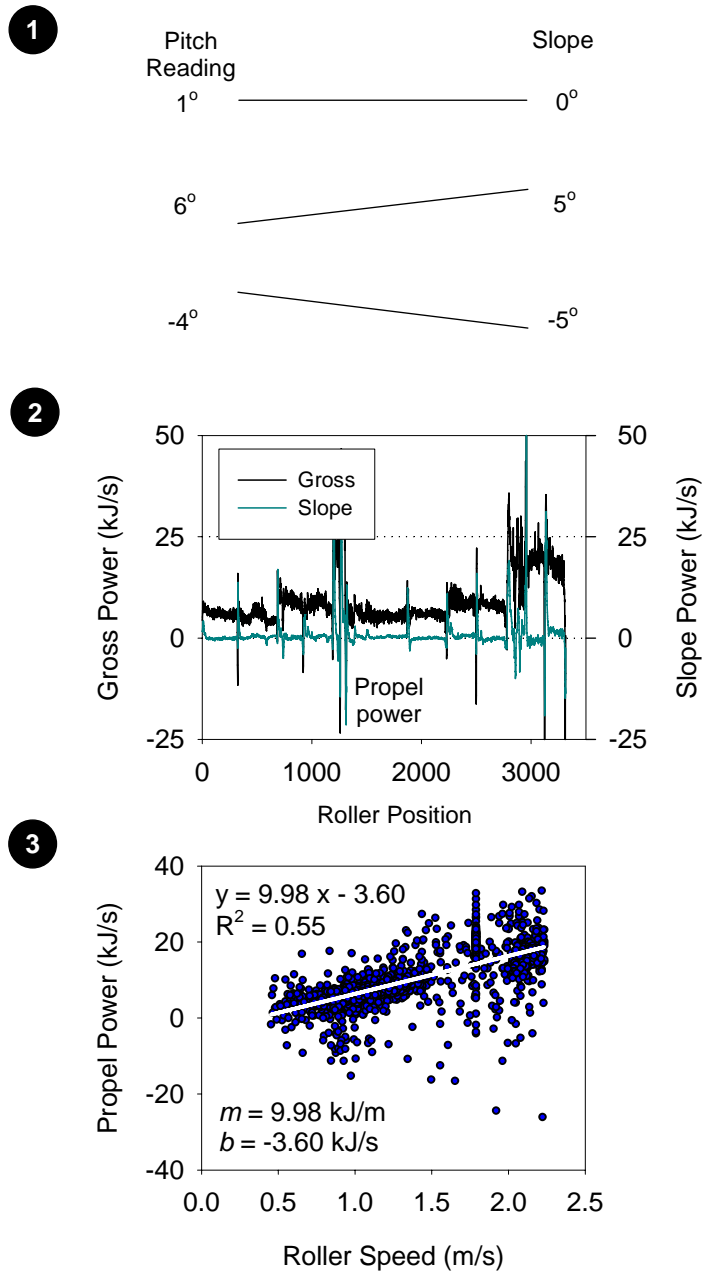 1
Pitch Reading
Slope
1°
0°
6°
5°
-4°
-5°
2
Gross Power (kJ/s)
50
25
0
-25
Gross
Slope
Propel
power
50
25
0
-25
Slope Power (kJ/s)
0
1000
2000
3000
Roller Position
3
Propel Power (kJ/s)
40
20
0
-20
-40
y = 9.98 x - 3.60
R² = 0.55
m = 9.98 kJ/m
b = -3.60 kJ/s
0.0
0.5
1.0
1.5
2.0
2.5
Roller Speed (m/s)